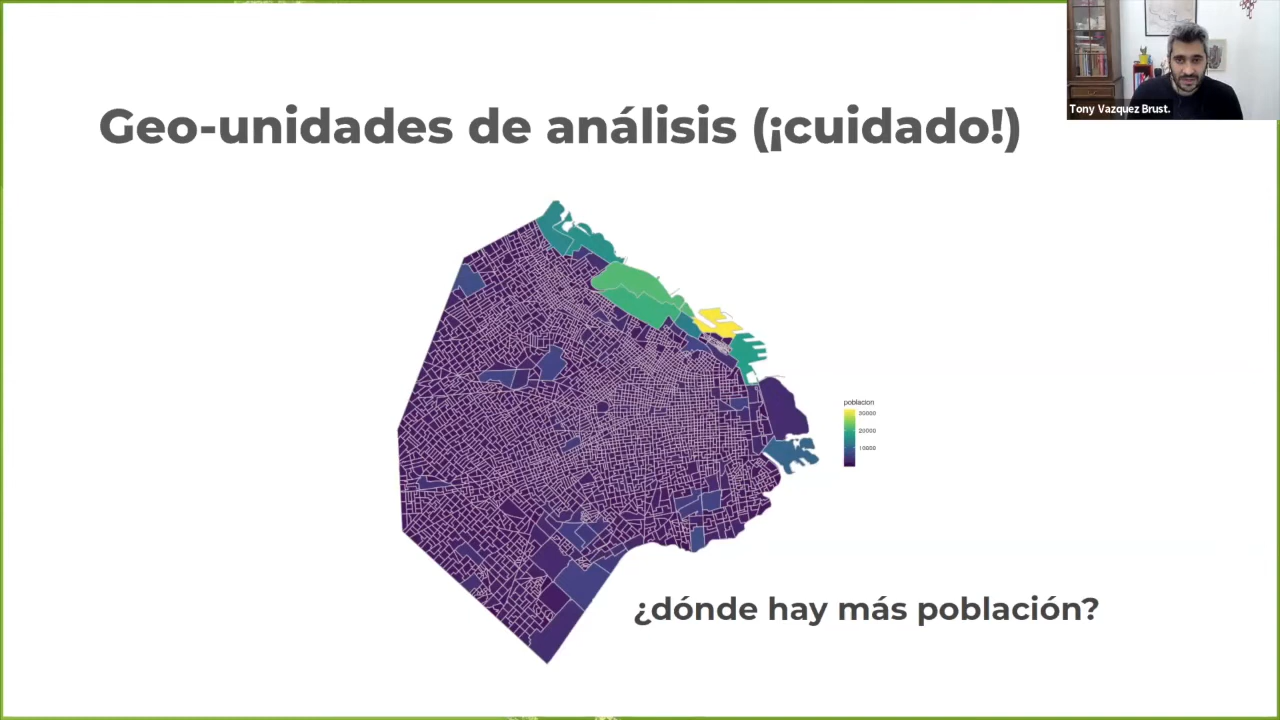 Tony Vazquez Brust.
Geo-unidades de análisis (¡cuidado!)
poblacion
30000
20000
10000
¿dónde hay más población?